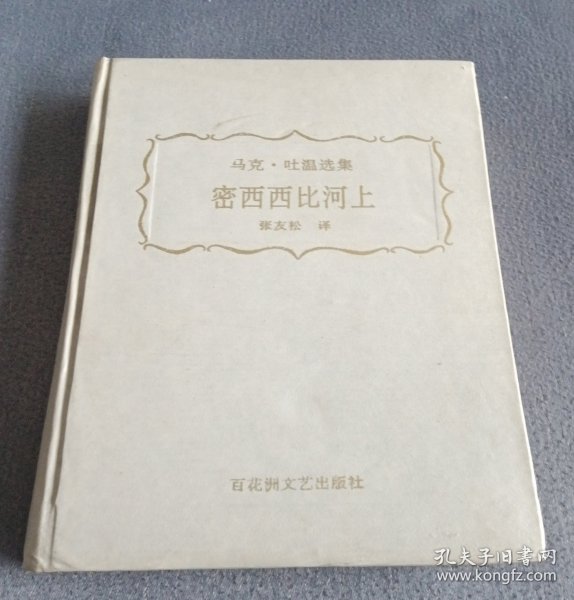 马克·吐温选集
密西西比河上
张友松 译
百花洲文艺出版社
孔夫子旧书网
www.kongfz.com